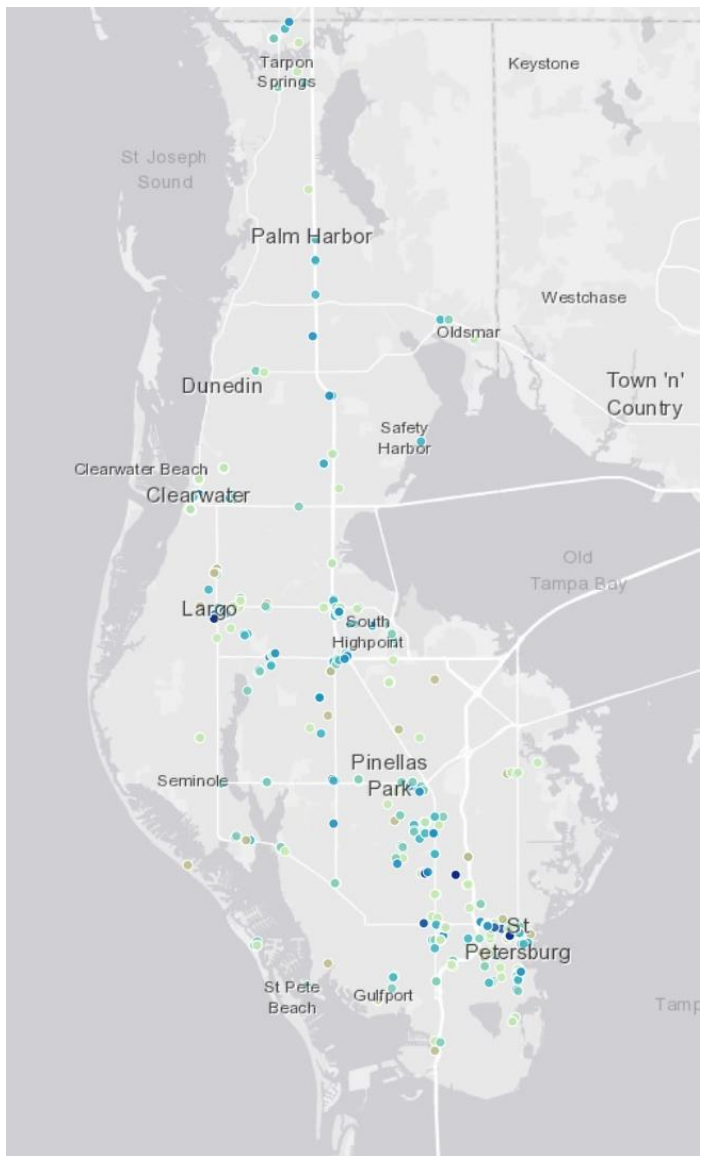 Tarpon
Springs
Keystone
St Joseph
Sound
Palm Harbor
Westchase
Oldsmar
Dunedin
Town 'n'
Country
Safety
Harbor
Clearwater Beach
Clearwater
Old
Tampa Bay
Largo
South
Highpoint
Pinellas
Park
Seminole
St
Petersburg
St Pete
Beach
Gulfport
Tamp